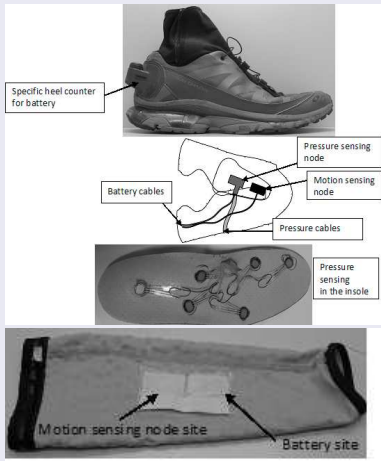 Specific heel counter
for battery
Pressure sensing
node
Motion sensing
node
Battery cables
Pressure cables
Pressure
sensing
in the insole
Motion sensing node site
Battery site